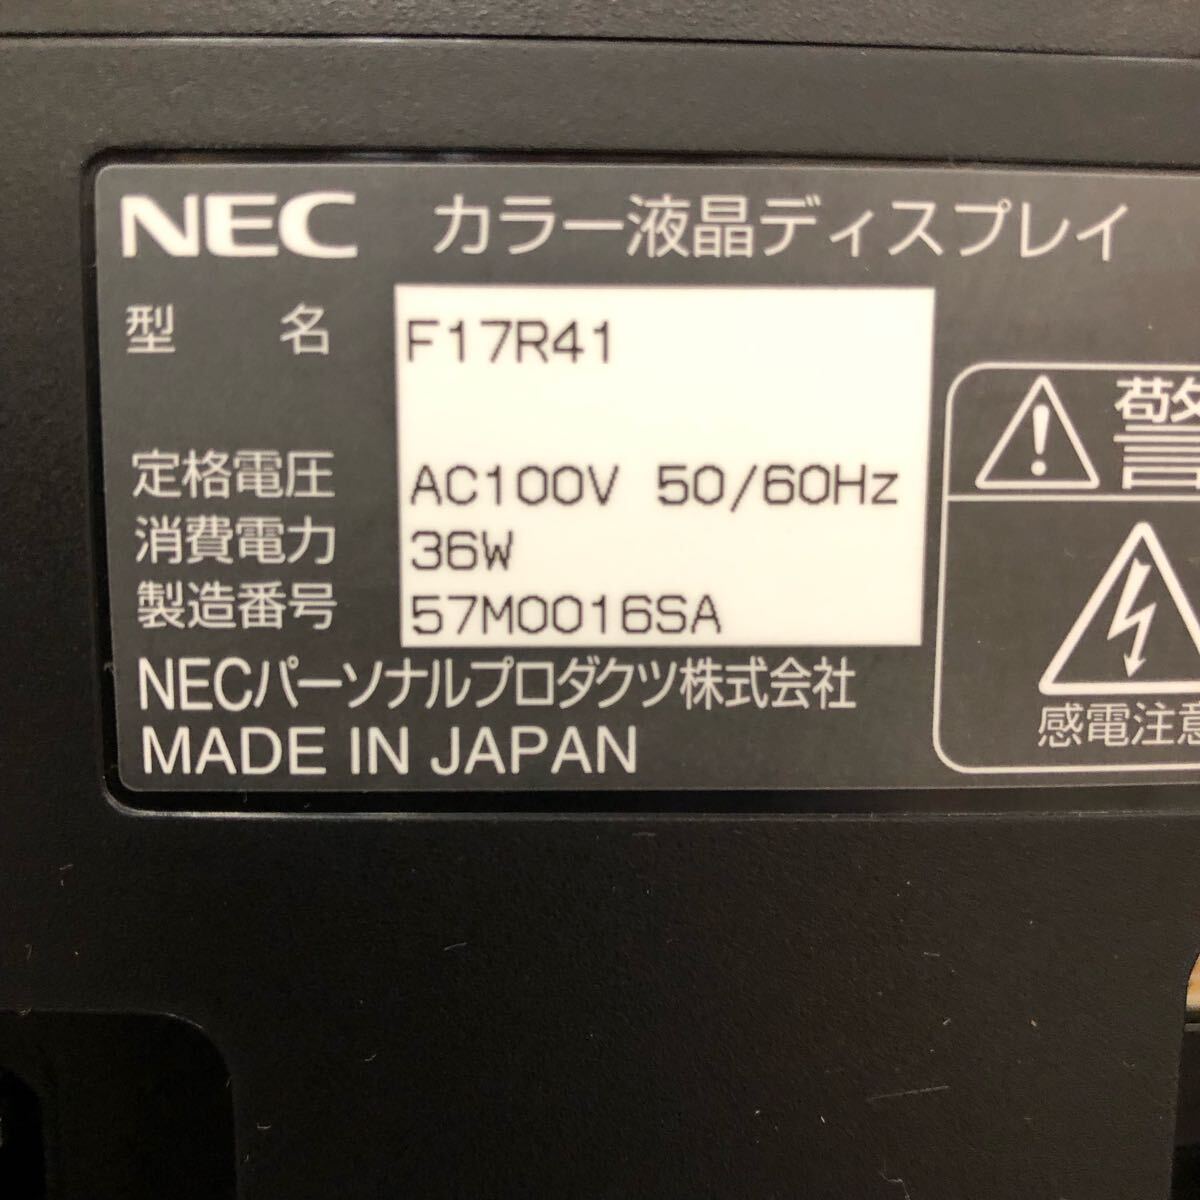 NEC カラー液晶ディスプレイ
型 名 F17R41
定格電圧 AC100V 50/60Hz
消費電力 36W
製造番号 57M0016SA
NECパーソナルプロダクツ株式会社
MADE IN JAPAN
警
感電注意